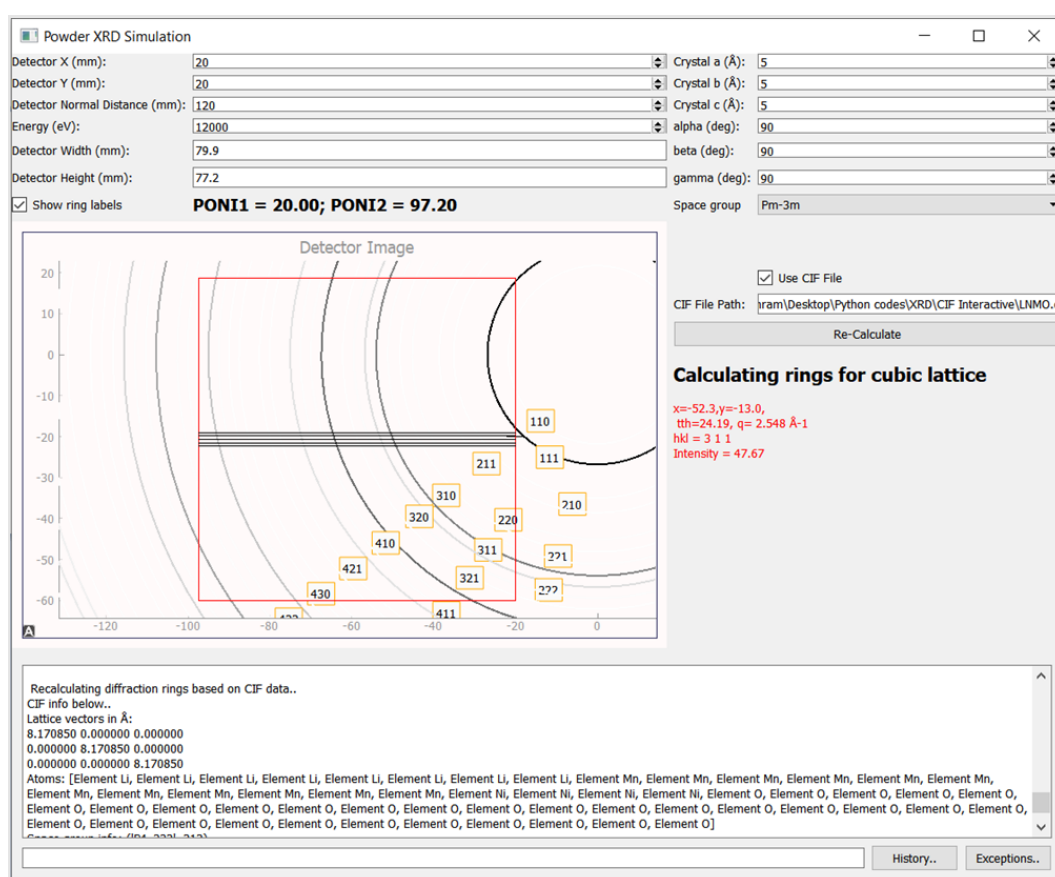 Powder XRD Simulation
Detector X (mm): 20 Crystal a (Å): 5
Detector Y (mm): 20 Crystal b (Å): 5
Detector Normal Distance (mm): 120 Crystal c (Å): 5
Energy (eV): 12000 alpha (deg): 90
Detector Width (mm): 79.9 beta (deg): 90
Detector Height (mm): 77.2 gamma (deg): 90
Show ring labels PONI1 = 20.00; PONI2 = 97.20 Space group Pm-3m
Detector Image
20
10
0
-10
-20
-30
-40
-50
-60
-120 -100 -80 -60 -40 -20 0
110
111
211
310
210
320
220
410
311
221
421
321
222
430
411
A
Use CIF File
CIF File Path: ram\Desktop\Python codes\XRD\CIF Interactive\LNMO.
Re-Calculate
Calculating rings for cubic lattice
x=-52.3,y=-13.0,
tth=24.19, q= 2.548 Å-1
hkl = 3 1 1
Intensity = 47.67
Recalculating diffraction rings based on CIF data..
CIF info below..
Lattice vectors in Å:
8.170850 0.000000 0.000000
0.000000 8.170850 0.000000
0.000000 0.000000 8.170850
Atoms: [Element Li, Element Li, Element Li, Element Li, Element Li, Element Li, Element Li, Element Li, Element Mn, Element Mn, Element Mn, Element Mn, Element Mn, Element Mn,
Element Mn, Element Mn, Element Mn, Element Mn, Element Mn, Element Mn, Element Ni, Element Ni, Element Ni, Element Ni, Element O, Element O, Element O, Element O, Element O,
Element O, Element O, Element O, Element O, Element O, Element O, Element O, Element O, Element O, Element O, Element O, Element O, Element O, Element O, Element O, Element O,
Element O, Element O, Element O, Element O, Element O, Element O, Element O, Element O, Element O, Element O, Element O]
History.. Exceptions..